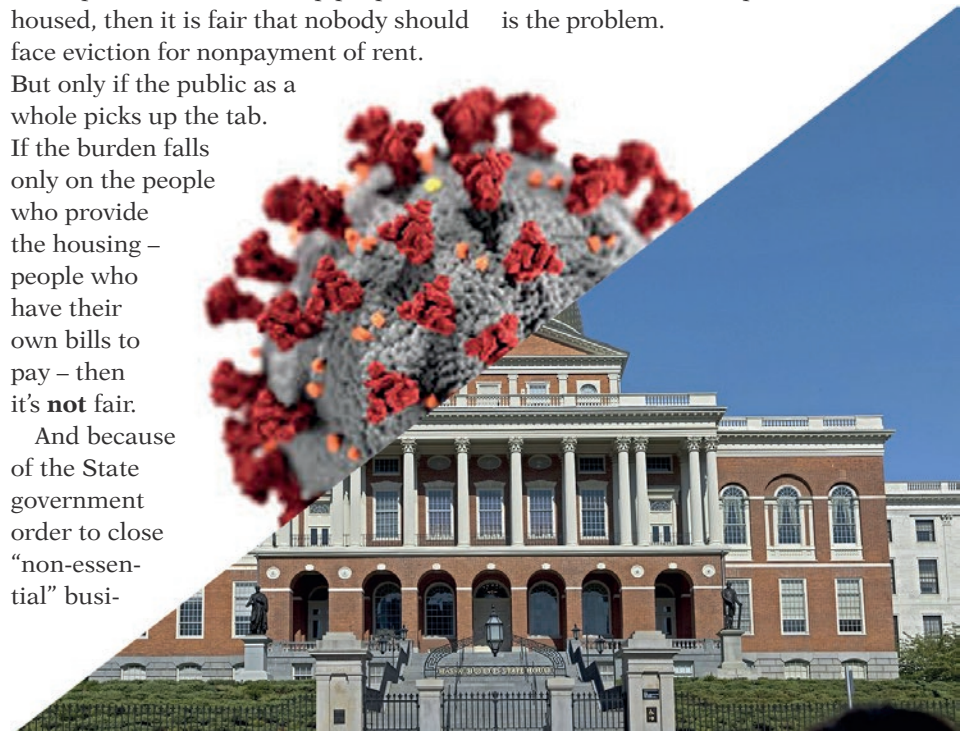 housed, then it is fair that nobody should
face eviction for nonpayment of rent.
But only if the public as a
whole picks up the tab.
If the burden falls
only on the people
who provide
the housing –
people who
have their
own bills to
pay – then
it's not fair.
And because
of the State
government
order to close
“non-essen-
tial” busi-
is the problem.
MASSACHUSETTS STATE HOUSE